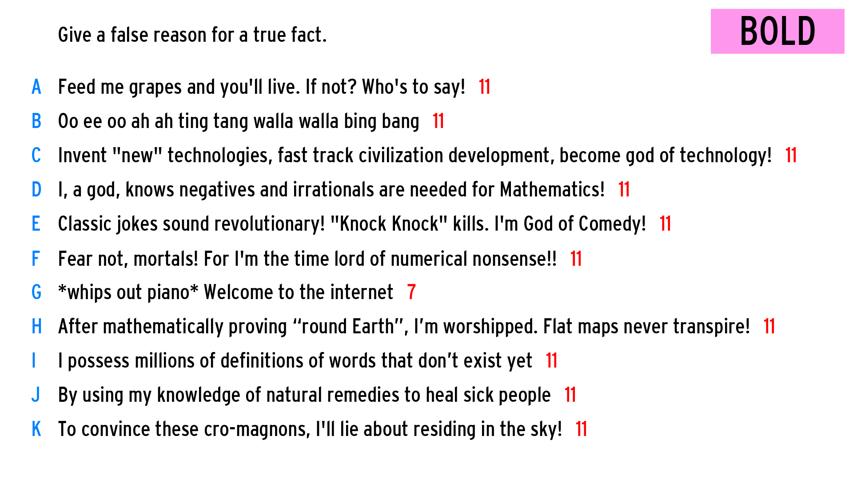 Give a false reason for a true fact.
BOLD
A Feed me grapes and you'll live. If not? Who's to say! 11
B Oo ee oo ah ah ting tang walla walla bing bang 11
C Invent "new" technologies, fast track civilization development, become god of technology! 11
D I, a god, knows negatives and irrationals are needed for Mathematics! 11
E Classic jokes sound revolutionary! "Knock Knock" kills. I'm God of Comedy! 11
F Fear not, mortals! For I'm the time lord of numerical nonsense!! 11
G *whips out piano* Welcome to the internet 7
H After mathematically proving “round Earth”, I’m worshipped. Flat maps never transpire! 11
I I possess millions of definitions of words that don’t exist yet 11
J By using my knowledge of natural remedies to heal sick people 11
K To convince these cro-magnons, I'll lie about residing in the sky! 11